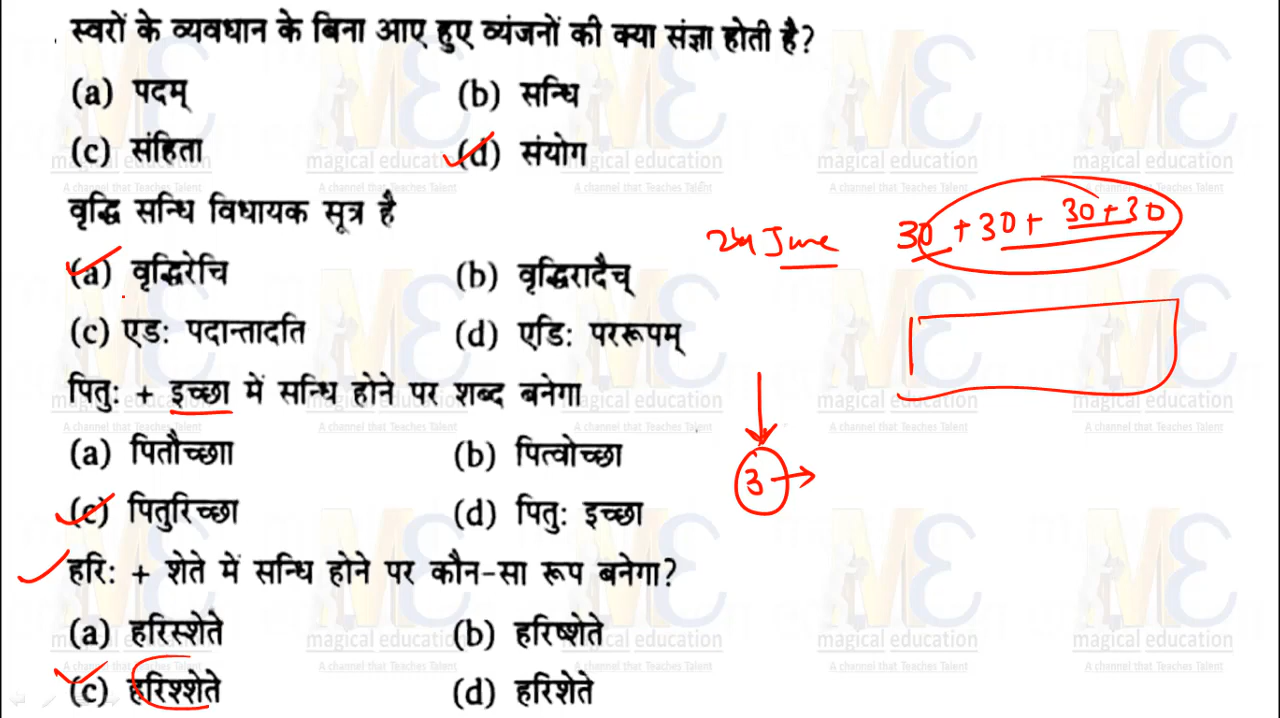 स्वरों के व्यवधान के बिना आए हुए व्यंजनों की क्या संज्ञा होती है?
(a) पदम् (b) सन्धि
(c) संहिता (d) संयोग
वृद्धि सन्धि विधायक सूत्र है
(a) वृद्धिरेचि (b) वृद्धिरादैच्
(c) एडः पदान्तादति (d) एडिः पररूपम्
पितुः + इच्छा में सन्धि होने पर शब्द बनेगा
(a) पितौच्छाा (b) पित्वोच्छा
(c) पितुरिच्छा (d) पितुः इच्छा
हरिः + शेते में सन्धि होने पर कौन-सा रूप बनेगा?
(a) हरिस्शेते (b) हरिष्शेते
(c) हरिश्शेते (d) हरिशेते
June 30 + 30 + 30 + 30
3
magical education
A channel that Teaches Talent